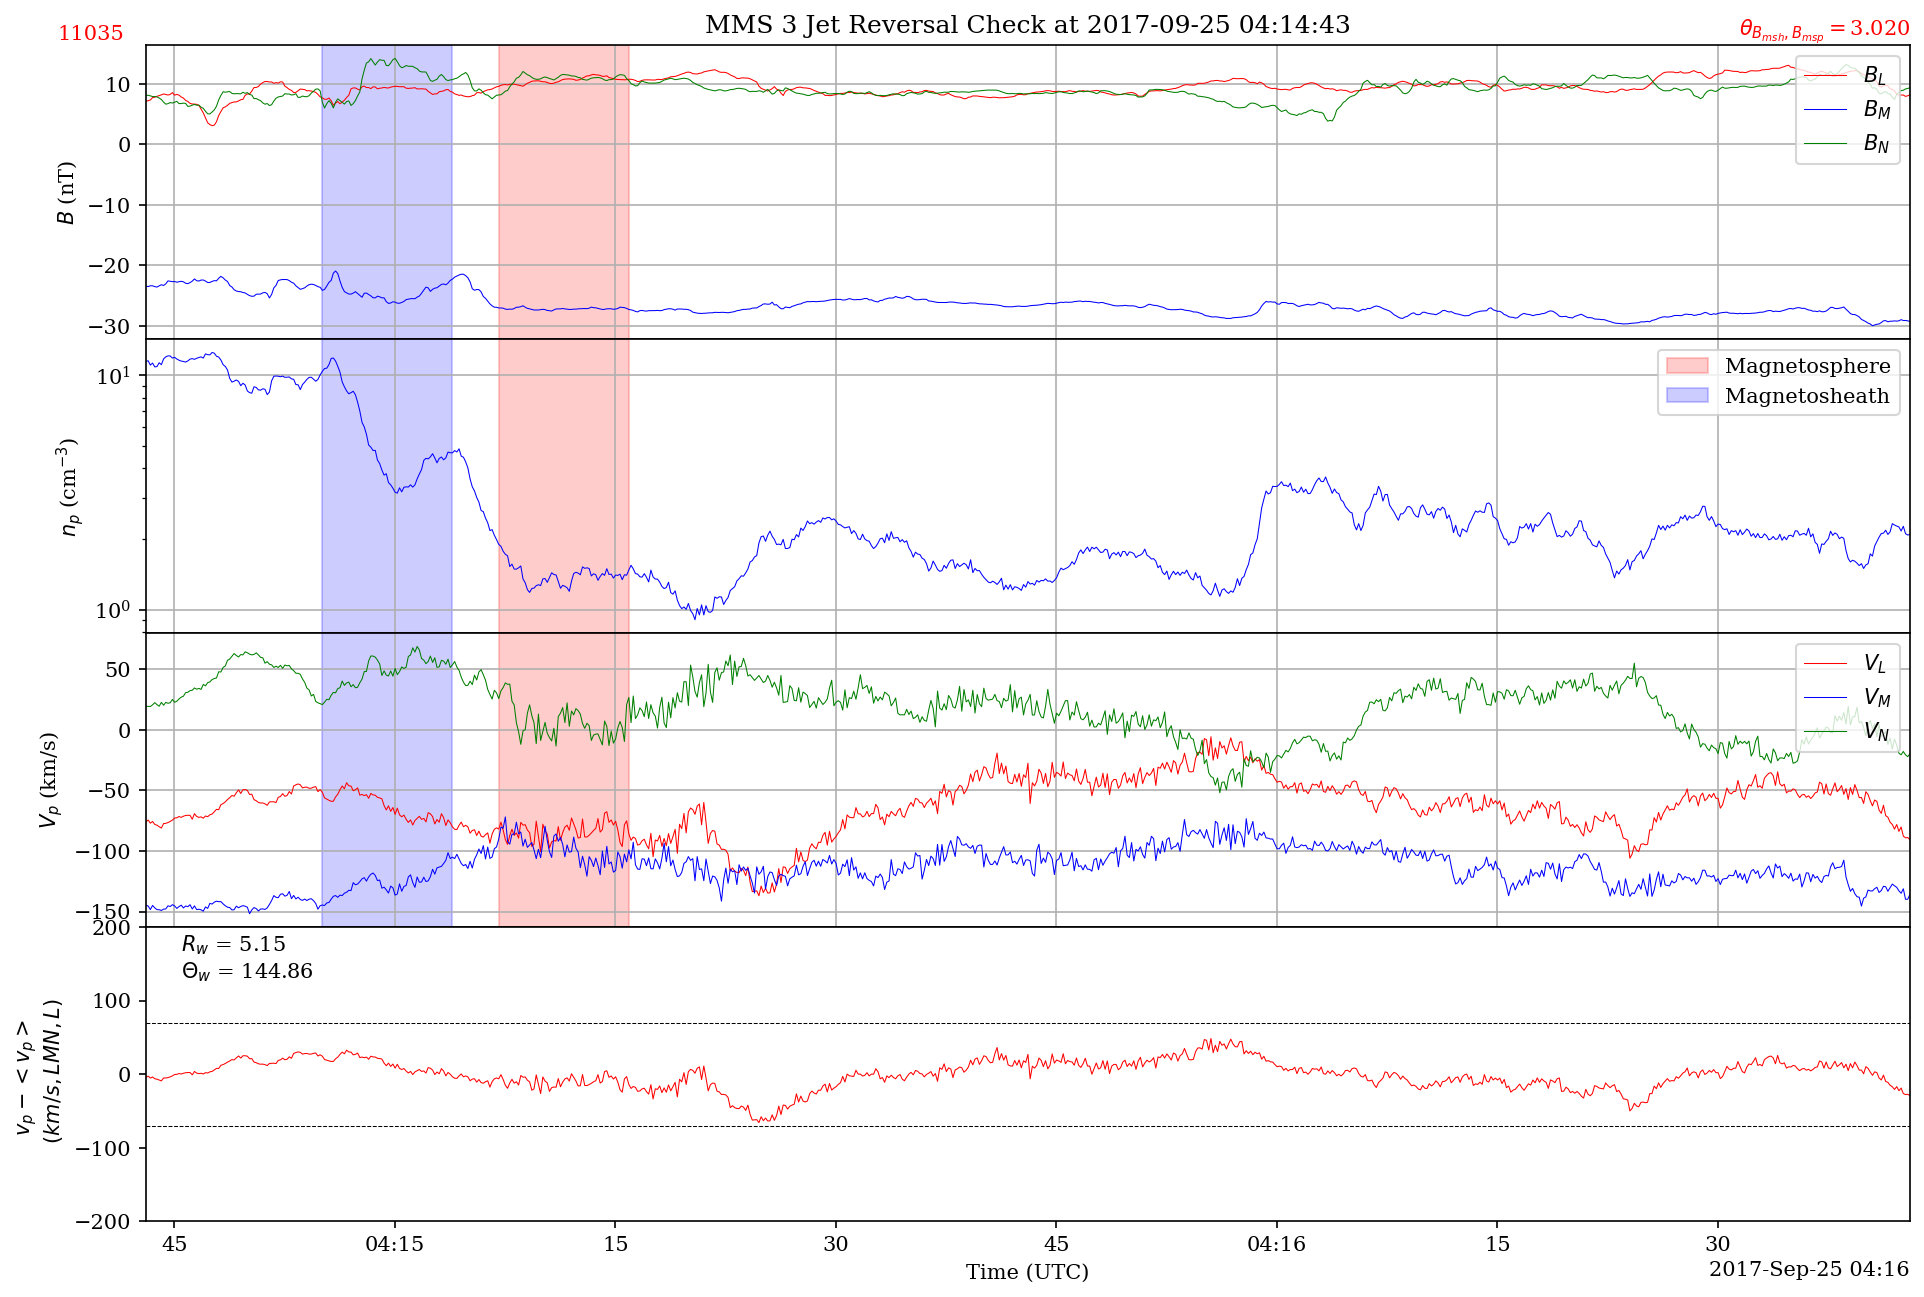 11035
MMS 3 Jet Reversal Check at 2017-09-25 04:14:43
θ_{B_{msh}, B_{msp}} = 3.020
B (nT)
10
0
−10
−20
−30
B_L
B_M
B_N
n_p (cm^{−3})
10^1
10^0
Magnetosphere
Magnetosheath
V_p (km/s)
50
0
−50
−100
−150
V_L
V_M
V_N
v_p − < v_p >
(km/s, LMN, L)
200
100
0
−100
−200
R_w = 5.15
Θ_w = 144.86
45
04:15
15
30
45
04:16
15
30
Time (UTC)
2017-Sep-25 04:16